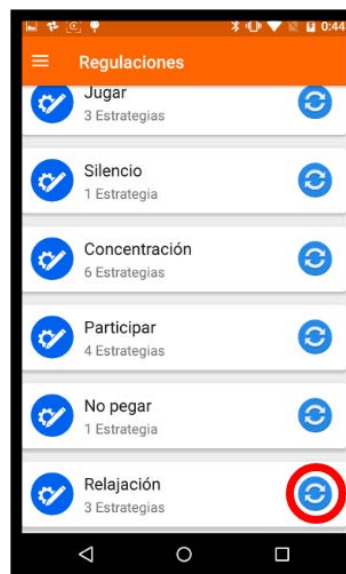 0:44
Regulaciones
Jugar
3 Estrategias
Silencio
1 Estrategia
Concentración
6 Estrategias
Participar
4 Estrategias
No pegar
1 Estrategia
Relajación
3 Estrategias